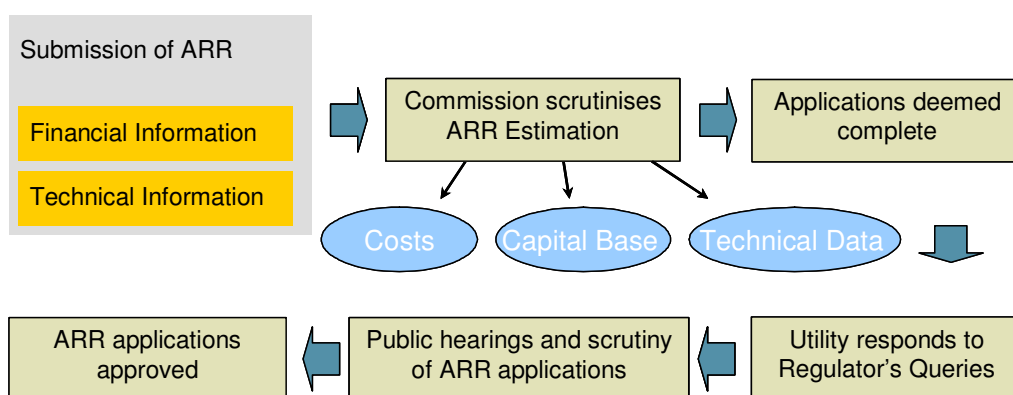 Submission of ARR
Financial Information
Technical Information
Commission scrutinises
ARR Estimation
Applications deemed
complete
Costs
Capital Base
Technical Data
Utility responds to
Regulator's Queries
Public hearings and scrutiny
of ARR applications
ARR applications
approved